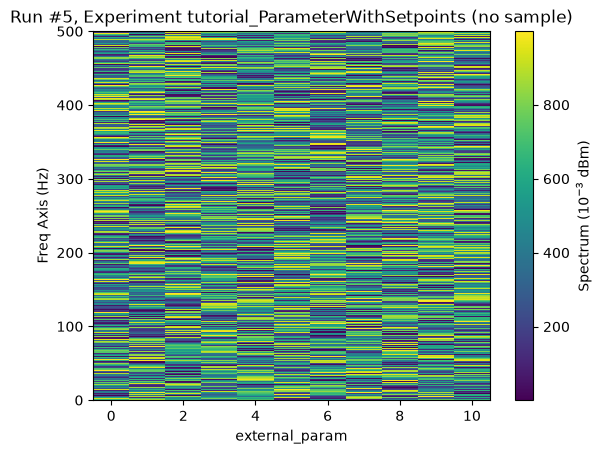 Run #5, Experiment tutorial_ParameterWithSetpoints (no sample)
500
400
300
200
100
0
Freq Axis (Hz)
0 2 4 6 8 10
external_param
800
600
400
200
Spectrum (10⁻³ dBm)